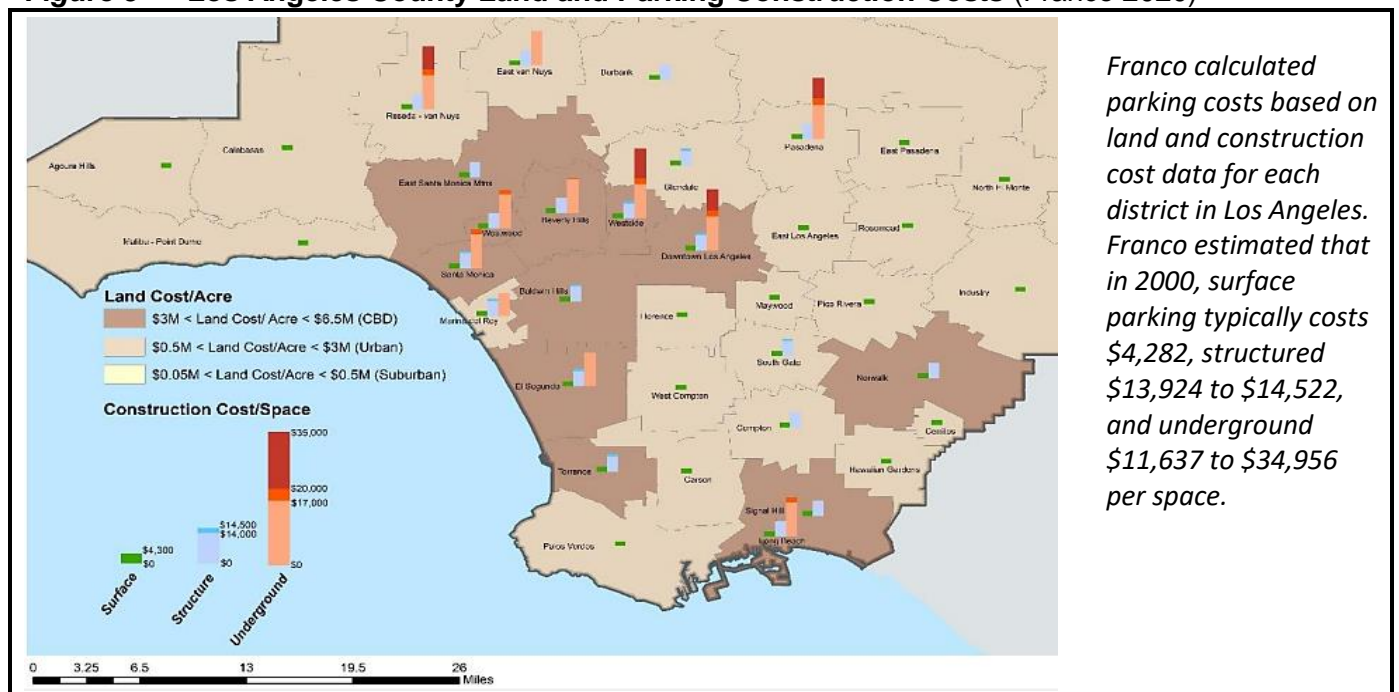 Los Angeles County Land and Parking Construction Costs
East van Nuys
Burbank
Reseda - van Nuys
Pasadena
East Pasadena
Calabasas
Agoura Hills
Glendale
North El Monte
East Santa Monica Mtns
Beverly Hills
Westside
Westwood
Malibu - Point Dume
East Los Angeles
Rosemead
Downtown Los Angeles
Santa Monica
Baldwin Hills
Marina del Rey
Florence
Maywood
Pico Rivera
Industry
South Gate
El Segundo
Norwalk
West Compton
Compton
Cerritos
Torrance
Carson
Hawaiian Gardens
Signal Hill
Long Beach
Palos Verdes
Land Cost/Acre
$3M < Land Cost/ Acre < $6.5M (CBD)
$0.5M < Land Cost/Acre < $3M (Urban)
$0.05M < Land Cost/Acre < $0.5M (Suburban)
Construction Cost/Space
$35,000
$20,000
$17,000
$14,500
$14,000
$4,300
$0
$0
$0
Surface
Structure
Underground
0 3.25 6.5 13 19.5 26
Miles
Franco calculated
parking costs based on
land and construction
cost data for each
district in Los Angeles.
Franco estimated that
in 2000, surface
parking typically costs
$4,282, structured
$13,924 to $14,522,
and underground
$11,637 to $34,956
per space.